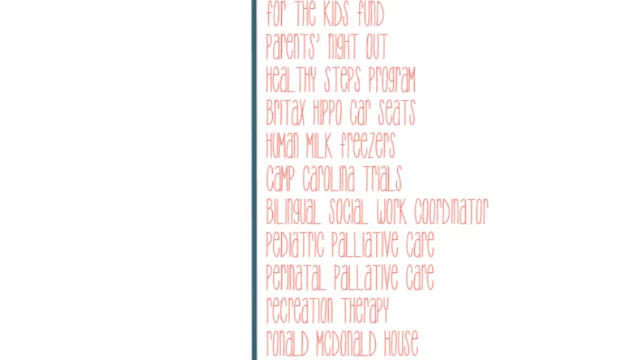 for the kids fund
parents' night out
Healthy Steps Program
Britax Hippo Car Seats
Human Milk freezers
Camp Carolina Trials
Bilingual Social Work Coordinator
Pediatric Palliative Care
Perinatal Pallative Care
recreation therapy
ronald mcdonald house